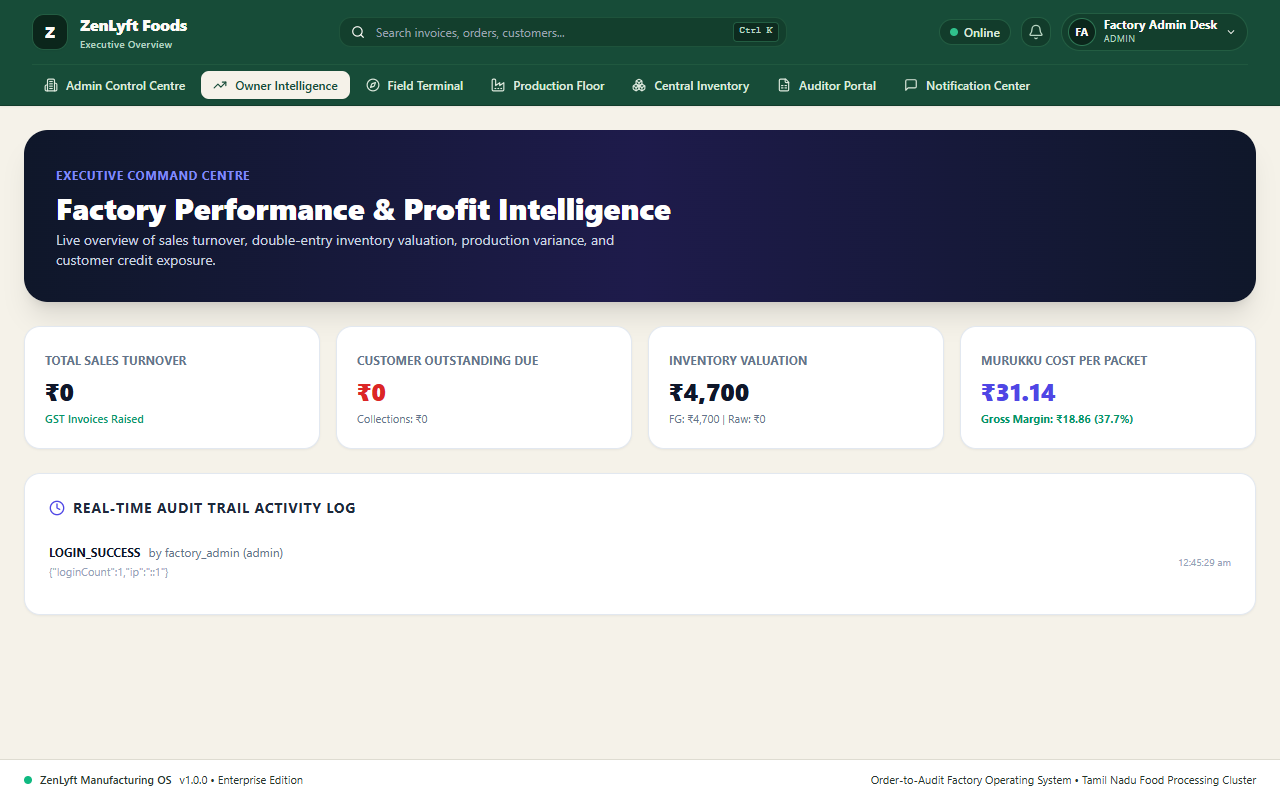 Z
ZenLyft Foods
Executive Overview
Search invoices, orders, customers...
Ctrl K
Online
FA
Factory Admin Desk
ADMIN
Admin Control Centre
Owner Intelligence
Field Terminal
Production Floor
Central Inventory
Auditor Portal
Notification Center
EXECUTIVE COMMAND CENTRE
Factory Performance & Profit Intelligence
Live overview of sales turnover, double-entry inventory valuation, production variance, and
customer credit exposure.
TOTAL SALES TURNOVER
₹0
GST Invoices Raised
CUSTOMER OUTSTANDING DUE
₹0
Collections: ₹0
INVENTORY VALUATION
₹4,700
FG: ₹4,700 | Raw: ₹0
MURUKKU COST PER PACKET
₹31.14
Gross Margin: ₹18.86 (37.7%)
REAL-TIME AUDIT TRAIL ACTIVITY LOG
LOGIN_SUCCESS by factory_admin (admin)
{"loginCount":1,"ip":"::1"}
12:45:29 am
ZenLyft Manufacturing OS v1.0.0 • Enterprise Edition
Order-to-Audit Factory Operating System • Tamil Nadu Food Processing Cluster